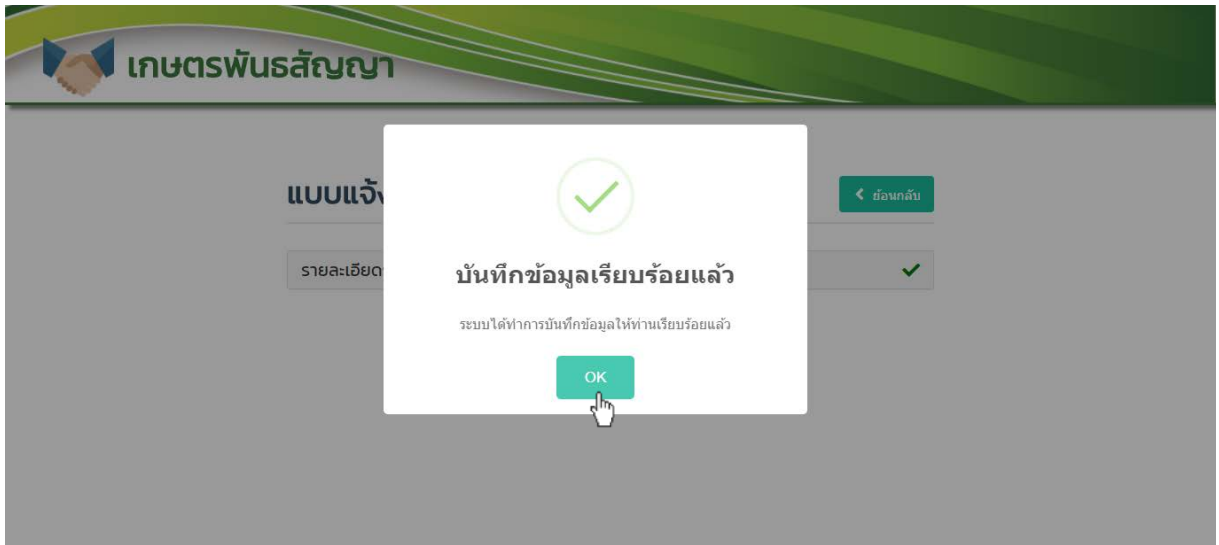 เกษตรพันธสัญญา
แบบแจ้ง
ย้อนกลับ
รายละเอียด
บันทึกข้อมูลเรียบร้อยแล้ว
ระบบได้ทำการบันทึกข้อมูลให้ท่านเรียบร้อยแล้ว
OK